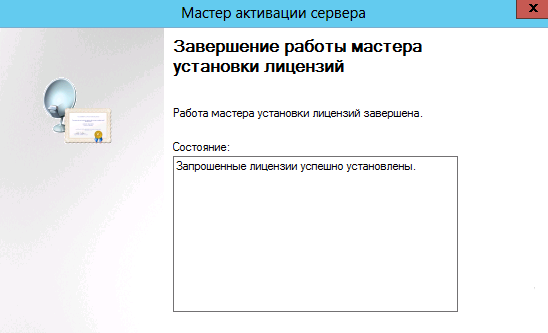 Мастер активации сервера
x
Завершение работы мастера
установки лицензий
Работа мастера установки лицензий завершена.
Состояние:
Запрошенные лицензии успешно установлены.